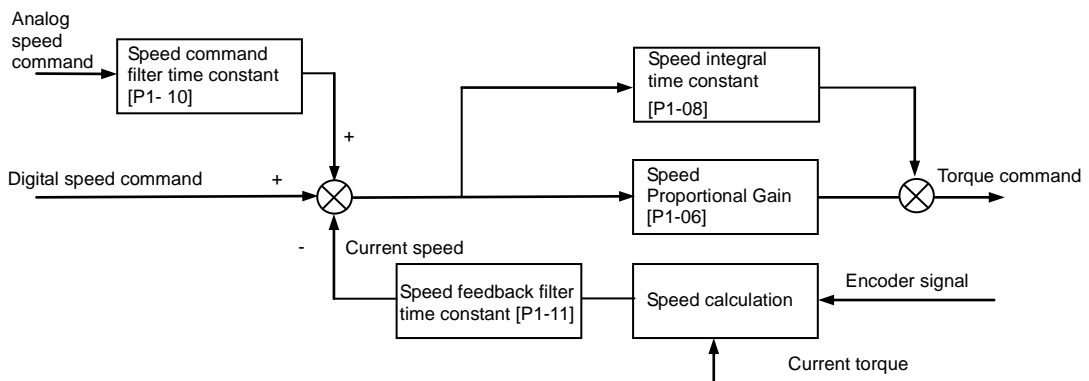 Analog
speed
command
Speed command
filter time constant
[P1- 10]
Speed integral
time constant
[P1-08]
+
Digital speed command
+
Speed
Proportional Gain
[P1-06]
Torque command
-
Current speed
Speed feedback filter
time constant [P1-11]
Speed calculation
Encoder signal
Current torque